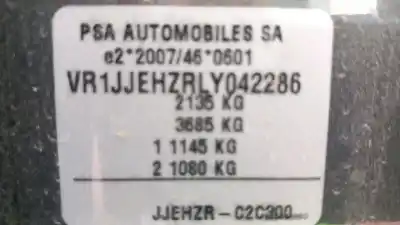 PSA AUTOMOBILES SA
e2*2007/46*0601
VR1JJEHZRLY042286
2135 KG
3685 KG
1 1145 KG
2 1080 KG
JJEHZR - C2C300